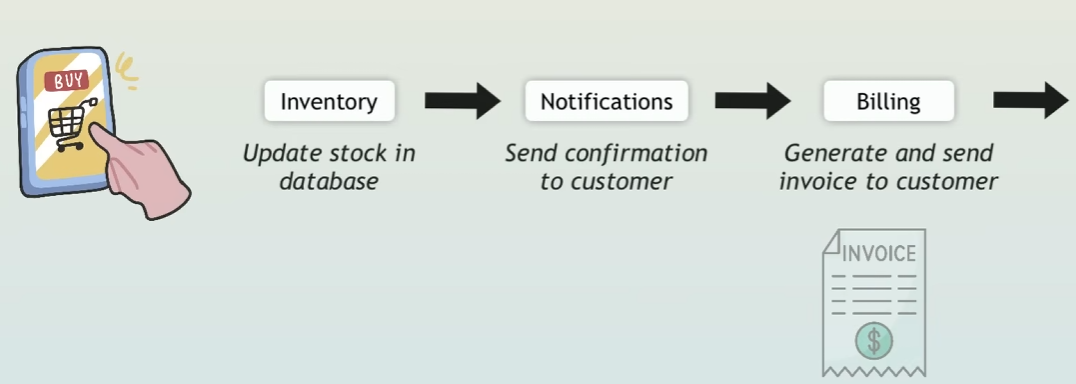 BUY
Inventory
Notifications
Billing
Update stock in
database
Send confirmation
to customer
Generate and send
invoice to customer
INVOICE
$